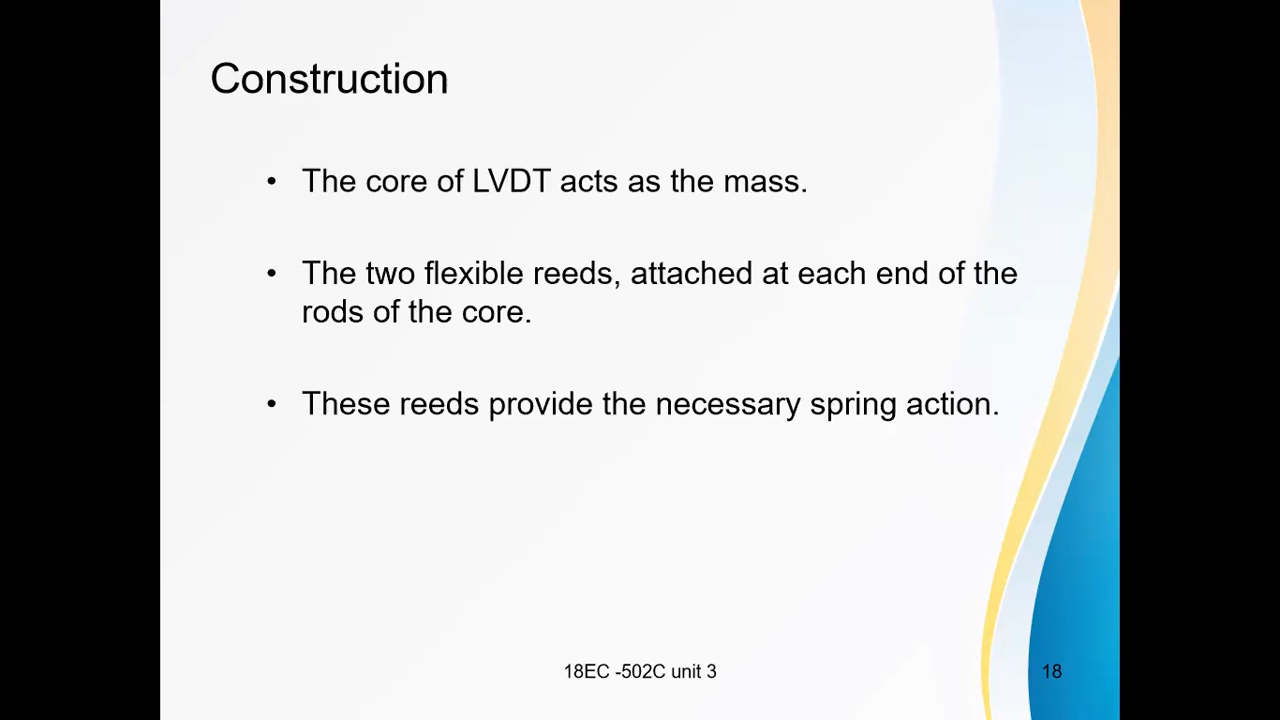 Construction
• The core of LVDT acts as the mass.
• The two flexible reeds, attached at each end of the
rods of the core.
• These reeds provide the necessary spring action.
18EC -502C unit 3
18